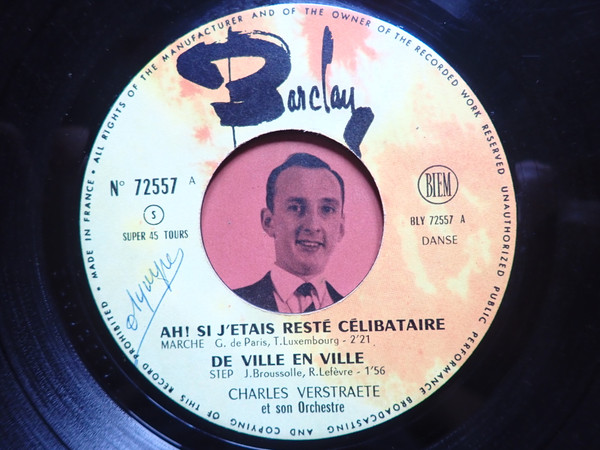 ALL RIGHTS OF THE MANUFACTURER AND OF THE OWNER OF THE RECORDED WORK RESERVED UNAUTHORIZED PUBLIC PERFORMANCE BROADCASTING AND COPYING OF THIS RECORD PROHIBITED • MADE IN FRANCE •
Barclay
N° 72557 A
S
SUPER 45 TOURS
BIEM
BLY 72557 A
DANSE
AH! SI J'ETAIS RESTÉ CÉLIBATAIRE
MARCHE G. de Paris, T. Luxembourg - 2'21
DE VILLE EN VILLE
STEP J. Broussolle, R. Lefèvre - 1'56
CHARLES VERSTRAETE
et son Orchestre